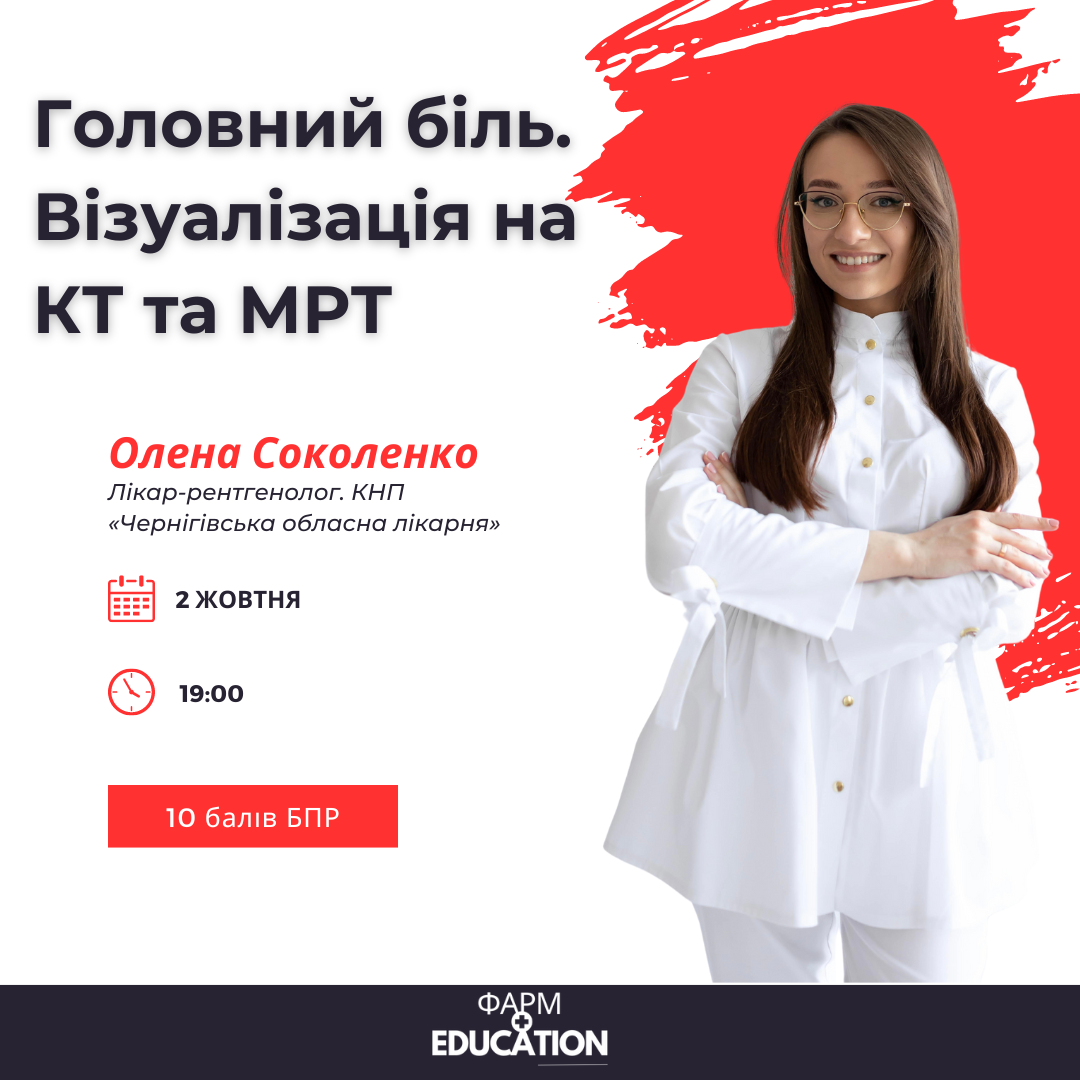 Головний біль.
Візуалізація на
КТ та МРТ
Олена Соколенко
Лікар-рентгенолог. КНП
«Чернігівська обласна лікарня»
2 ЖОВТНЯ
19:00
10 балів БПР
ФАРМ
EDUCATION